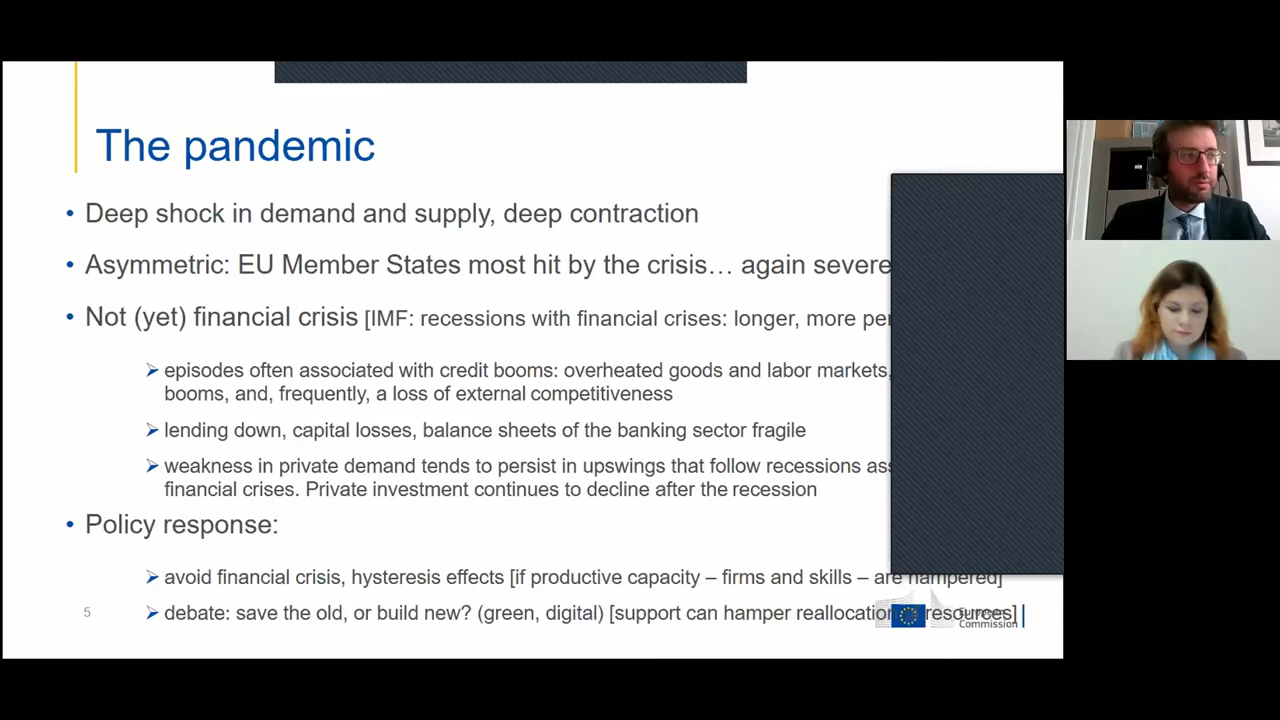 The pandemic
• Deep shock in demand and supply, deep contraction
• Asymmetric: EU Member States most hit by the crisis… again severe
• Not (yet) financial crisis [IMF: recessions with financial crises: longer, more
➢ episodes often associated with credit booms: overheated goods and labor markets,
booms, and, frequently, a loss of external competitiveness
➢ lending down, capital losses, balance sheets of the banking sector fragile
➢ weakness in private demand tends to persist in upswings that follow recessions
financial crises. Private investment continues to decline after the recession
• Policy response:
➢ avoid financial crisis, hysteresis effects [if productive capacity – firms and skills – are hampered]
➢ debate: save the old, or build new? (green, digital) [support can hamper reallocation resources]
5
European
Commission